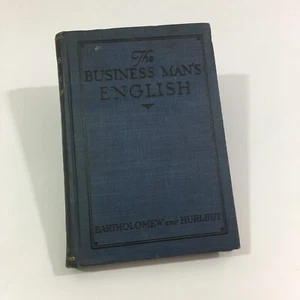 The
BUSINESS MAN'S
ENGLISH
BARTHOLOMEW and HURLBUT